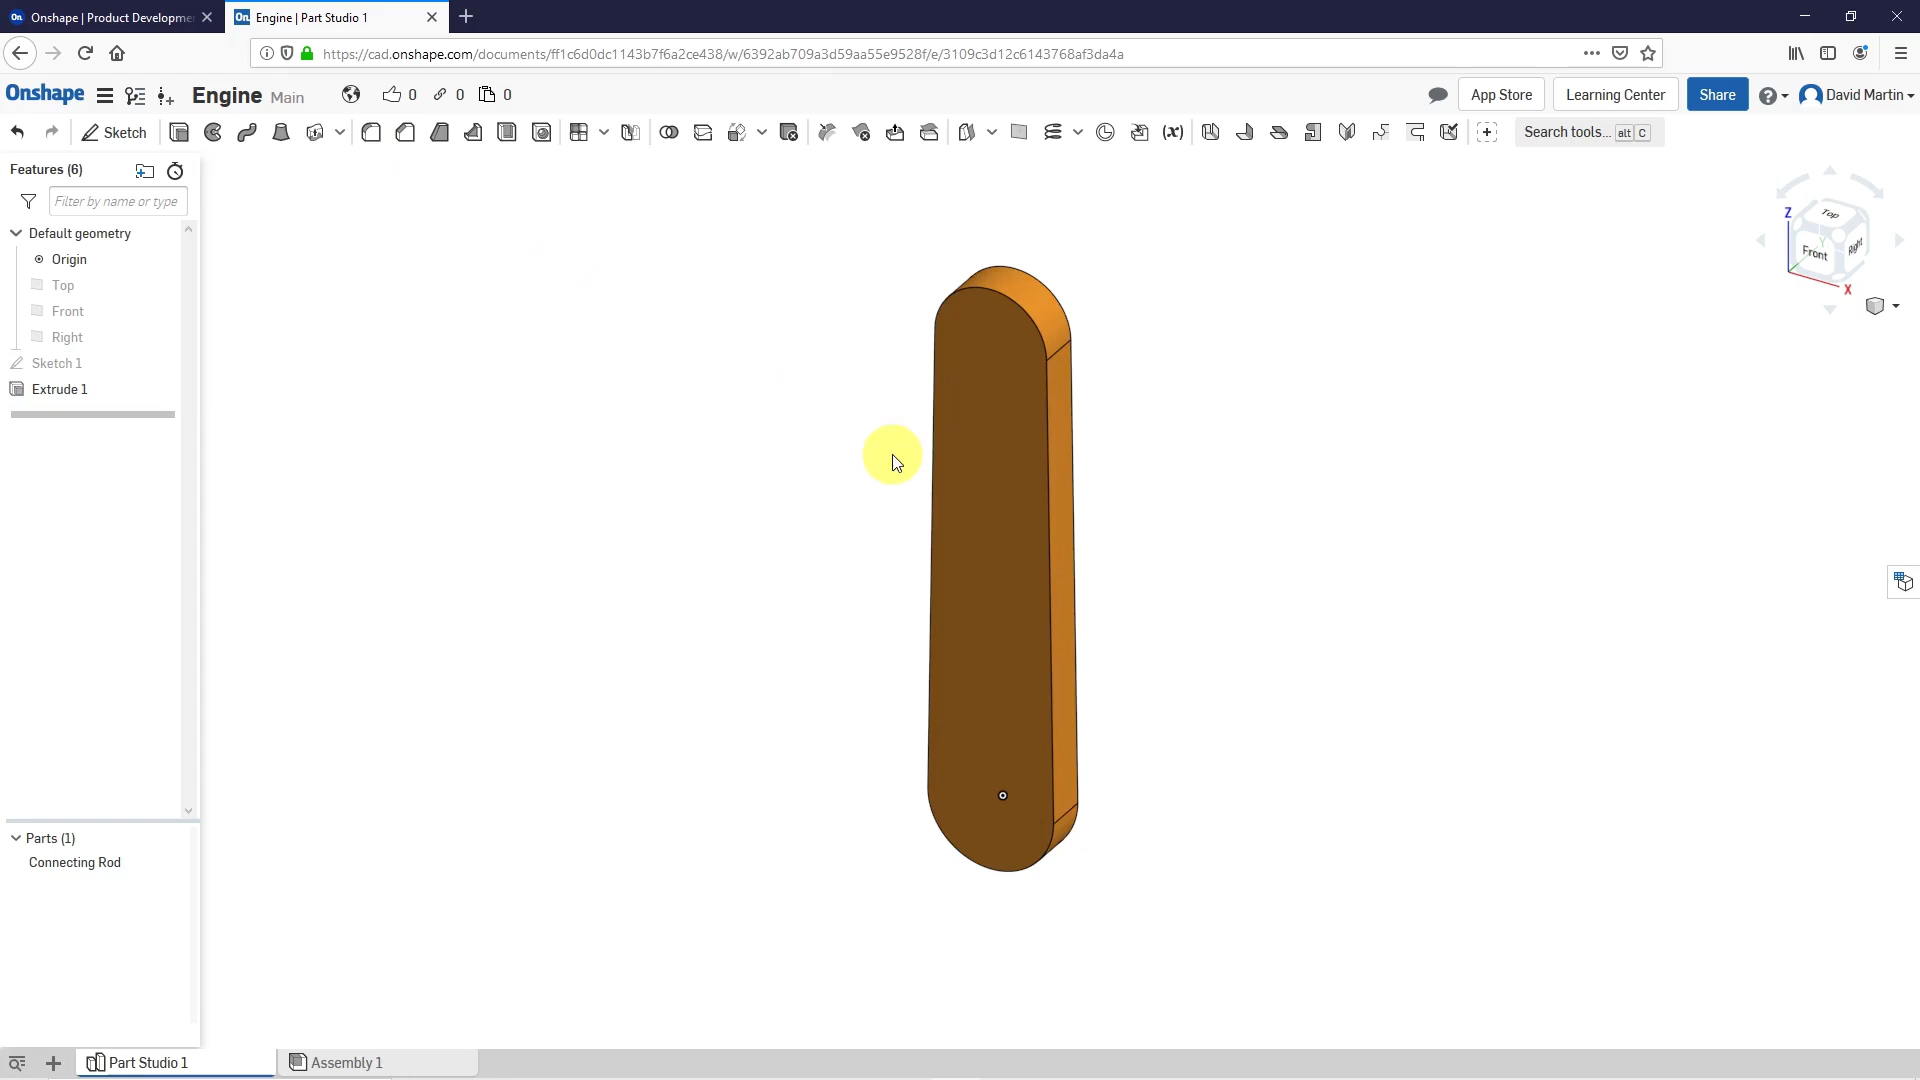 Onshape | Product Developme
Engine | Part Studio 1
https://cad.onshape.com/documents/ff1c6d0dc1143b7f6a2ce438/w/6392ab709a3d59aa55e9528f/e/3109c3d12c6143768af3da4a
Onshape Engine Main 0 0 0 App Store Learning Center Share David Martin
Sketch (x) Search tools... alt C
Features (6)
Filter by name or type
Default geometry
Origin
Top
Front
Right
Sketch 1
Extrude 1
Z Top
Y
Front Right
X
Parts (1)
Connecting Rod
Part Studio 1 Assembly 1